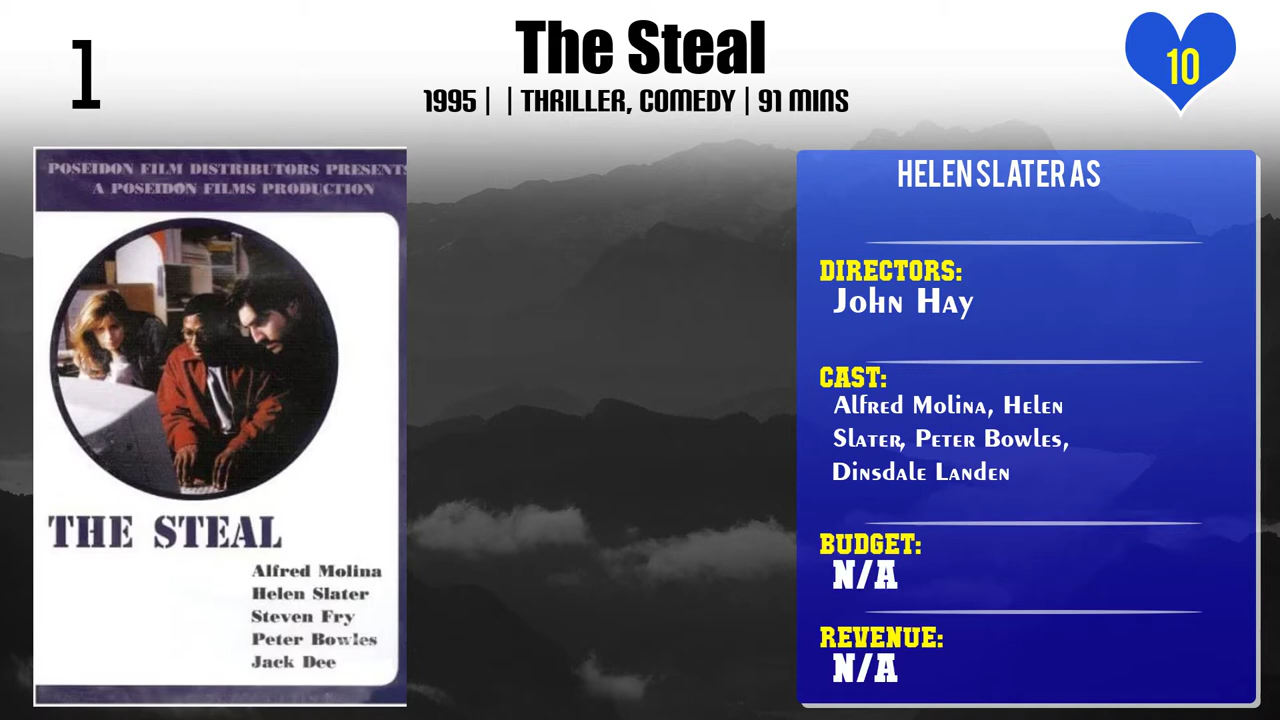 1
The Steal
1995 | | THRILLER, COMEDY | 91 MINS
10
POSEIDON FILM DISTRIBUTORS PRESENTS
A POSEIDON FILMS PRODUCTION
THE STEAL
Alfred Molina
Helen Slater
Steven Fry
Peter Bowles
Jack Dee
HELEN SLATER AS
DIRECTORS:
John Hay
CAST:
Alfred Molina, Helen
Slater, Peter Bowles,
Dinsdale Landen
BUDGET:
N/A
REVENUE:
N/A